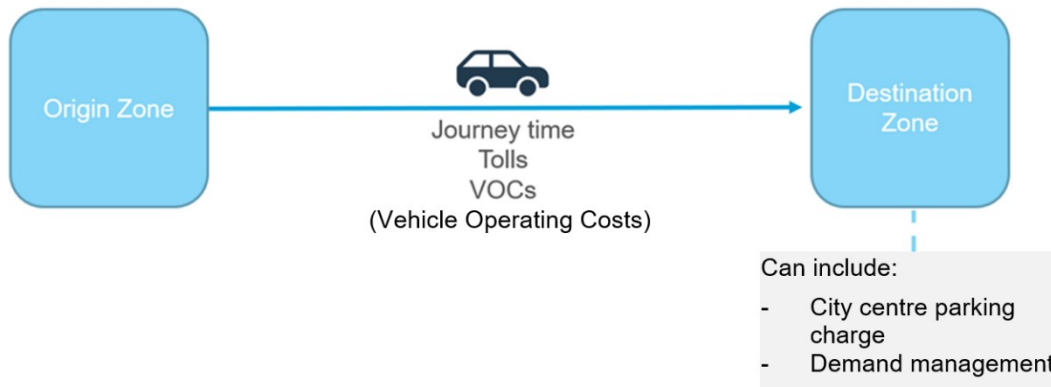 Origin Zone
Journey time
Tolls
VOCs
(Vehicle Operating Costs)
Destination
Zone
Can include:
- City centre parking
charge
- Demand management